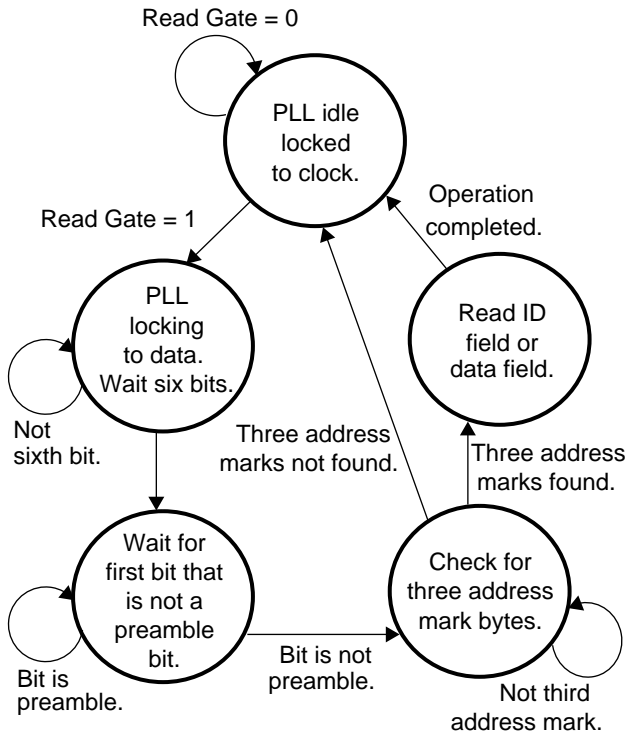 Read Gate = 0
PLL idle
locked
to clock.
Operation
completed.
Read Gate = 1
PLL
locking
to data.
Wait six bits.
Read ID
field or
data field.
Not
sixth bit.
Three address
marks not found.
Three address
marks found.
Wait for
first bit that
is not a
preamble
bit.
Check for
three address
mark bytes.
Bit is
preamble.
Bit is not
preamble.
Not third
address mark.